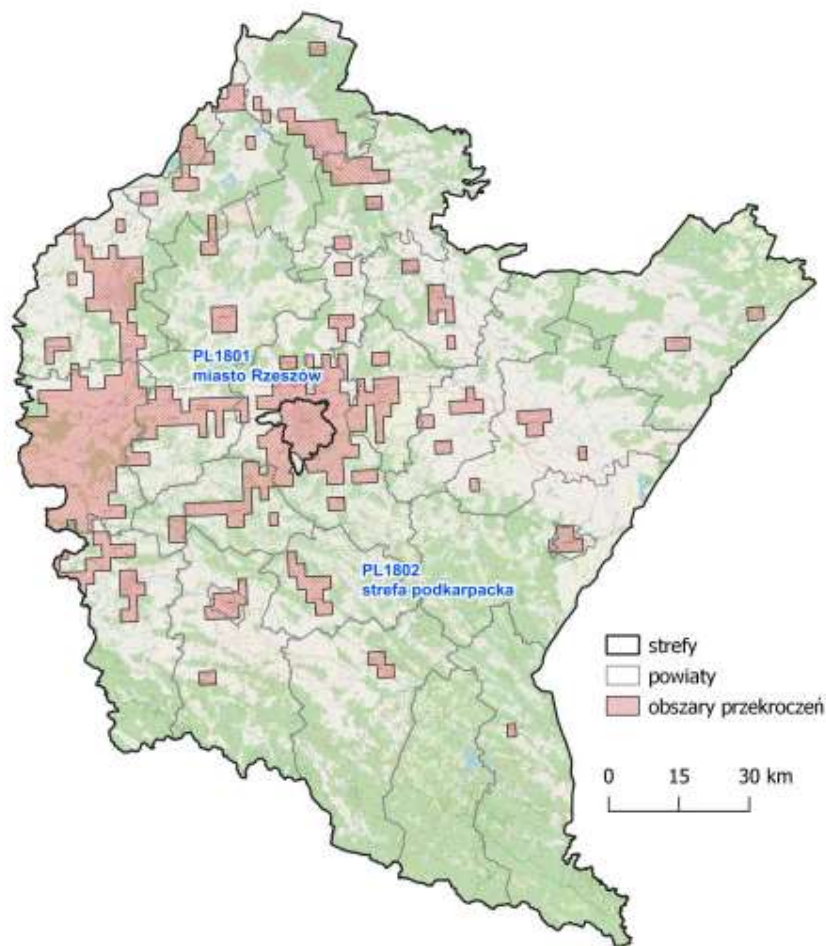 PL1801
miasto Rzeszów
PL1802
strefa podkarpacka
strefy
powiaty
obszary przekroczeń
0 15 30 km